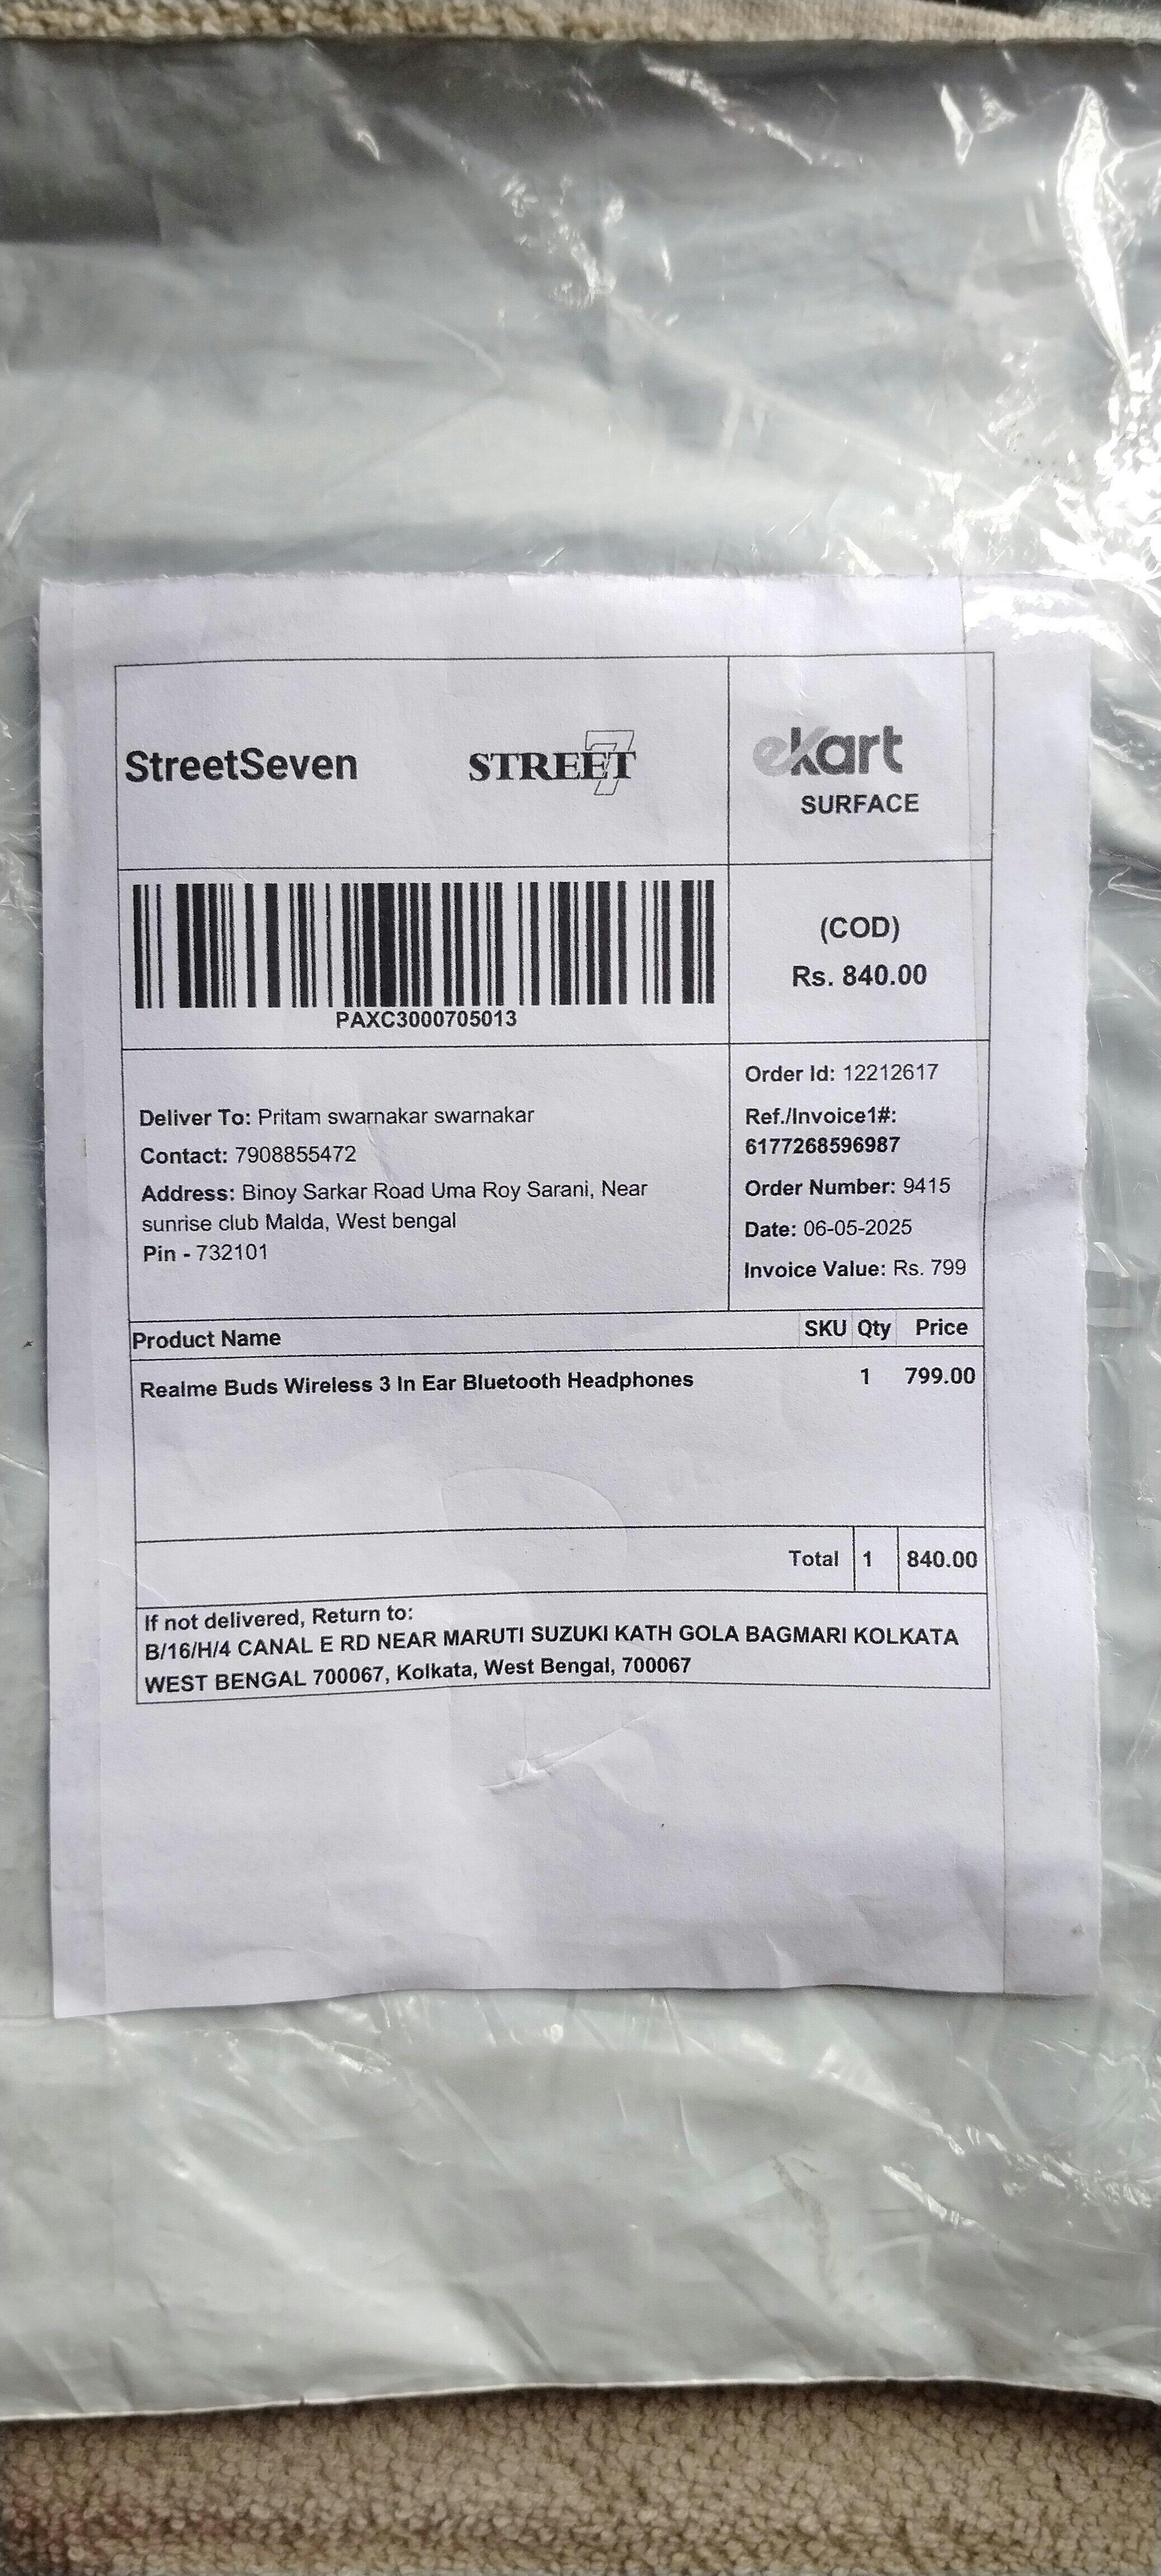 StreetSeven
STREET 7
ekart
SURFACE
PAXC3000705013
(COD)
Rs. 840.00
Deliver To: Pritam swarnakar swarnakar
Contact: 7908855472
Address: Binoy Sarkar Road Uma Roy Sarani, Near
sunrise club Malda, West bengal
Pin - 732101
Order Id: 12212617
Ref./Invoice1#:
6177268596987
Order Number: 9415
Date: 06-05-2025
Invoice Value: Rs. 799
Product Name SKU Qty Price
Realme Buds Wireless 3 In Ear Bluetooth Headphones 1 799.00
Total 1 840.00
If not delivered, Return to:
B/16/H/4 CANAL E RD NEAR MARUTI SUZUKI KATH GOLA BAGMARI KOLKATA
WEST BENGAL 700067, Kolkata, West Bengal, 700067